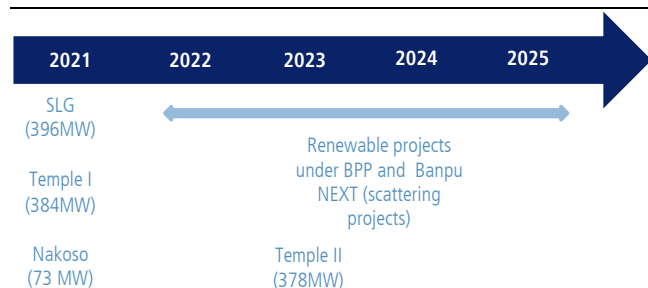 2021 2022 2023 2024 2025
SLG
(396MW)
Temple I
(384MW)
Nakoso
(73 MW)
Renewable projects
under BPP and Banpu
NEXT (scattering
projects)
Temple II
(378MW)